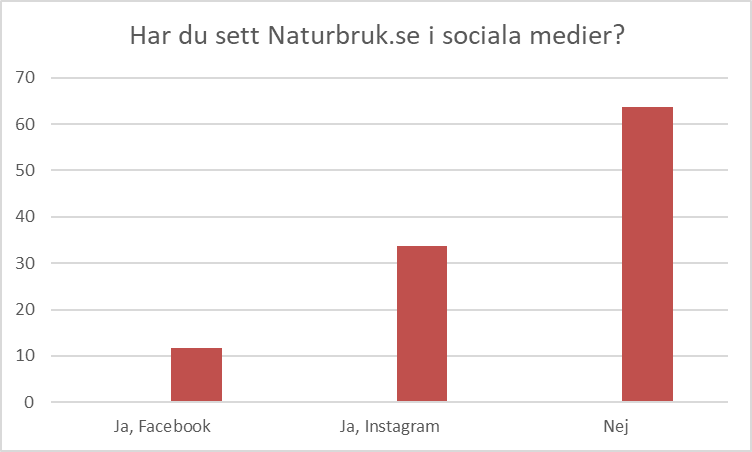 Har du sett Naturbruk.se i sociala medier?
70
60
50
40
30
20
10
0
Ja, Facebook
Ja, Instagram
Nej